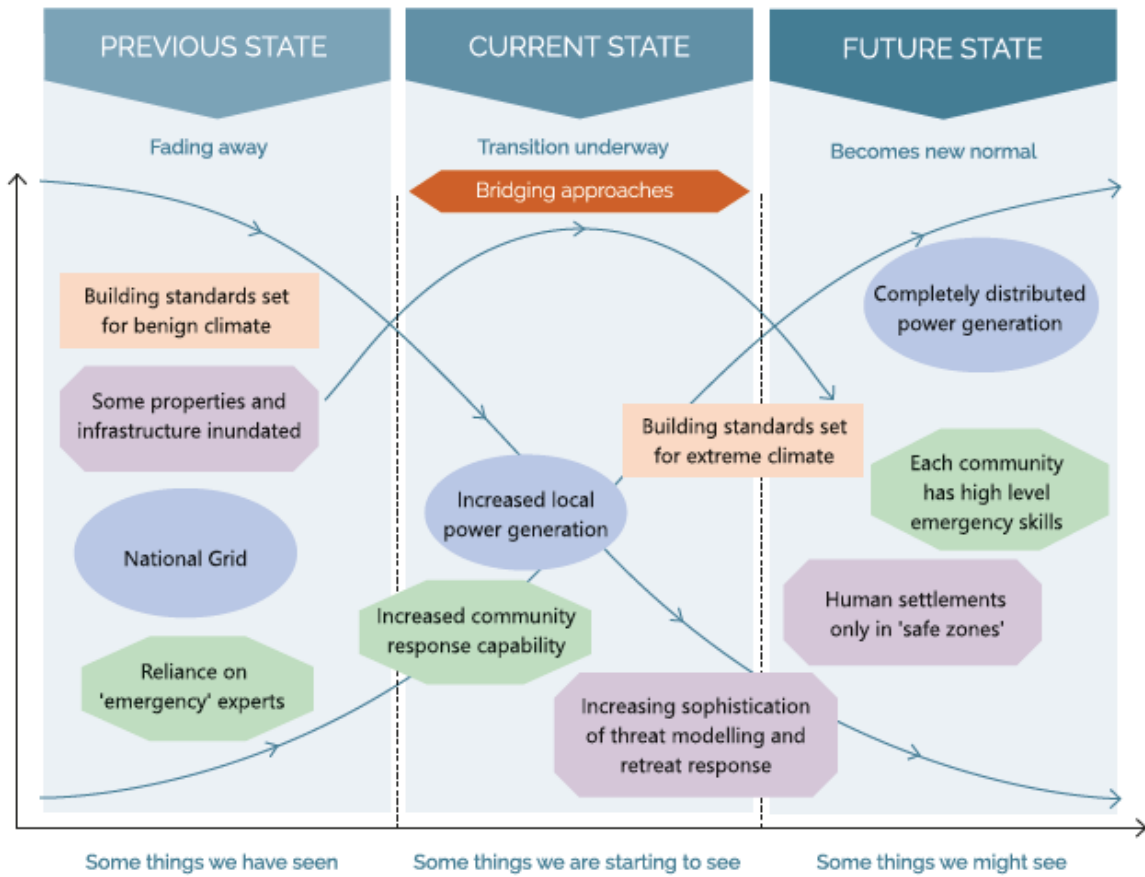 PREVIOUS STATE
CURRENT STATE
FUTURE STATE
Fading away
Transition underway
Becomes new normal
Bridging approaches
Building standards set
for benign climate
Some properties and
infrastructure inundated
National Grid
Reliance on
'emergency' experts
Increased local
power generation
Increased community
response capability
Building standards set
for extreme climate
Increasing sophistication
of threat modelling and
retreat response
Completely distributed
power generation
Each community
has high level
emergency skills
Human settlements
only in 'safe zones'
Some things we have seen
Some things we are starting to see
Some things we might see